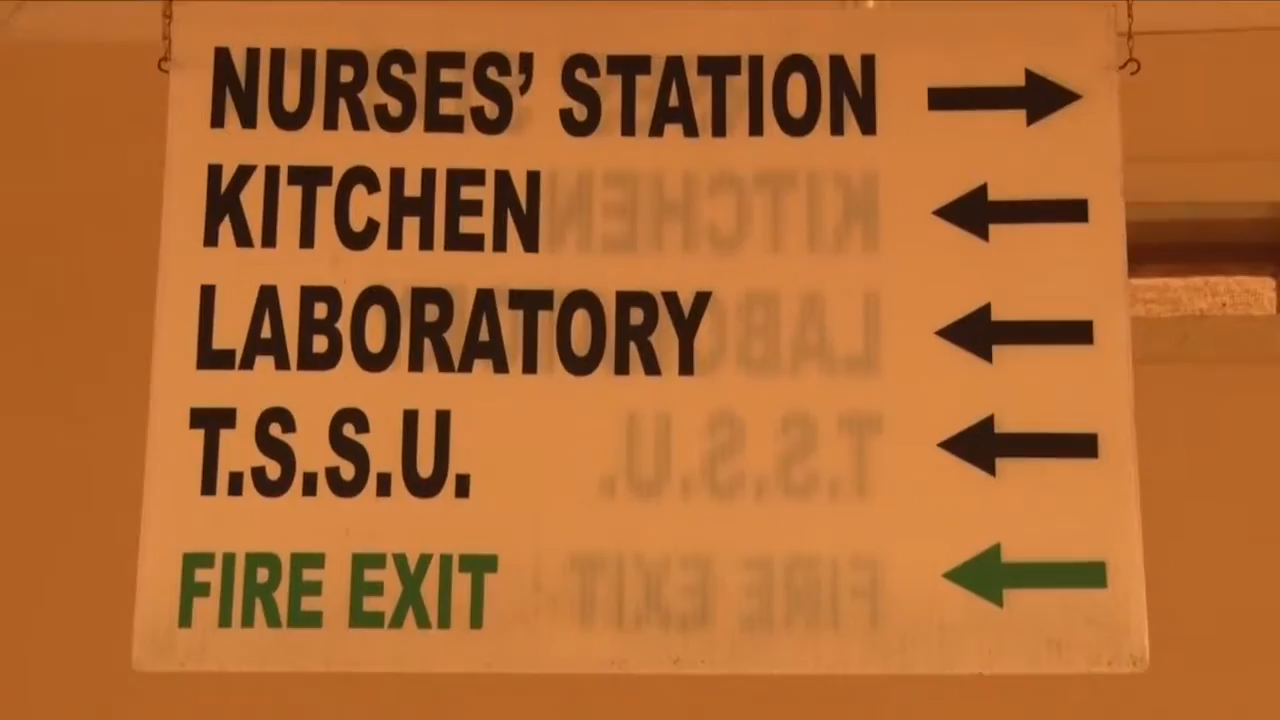 NURSES’ STATION
KITCHEN
LABORATORY
T.S.S.U.
FIRE EXIT